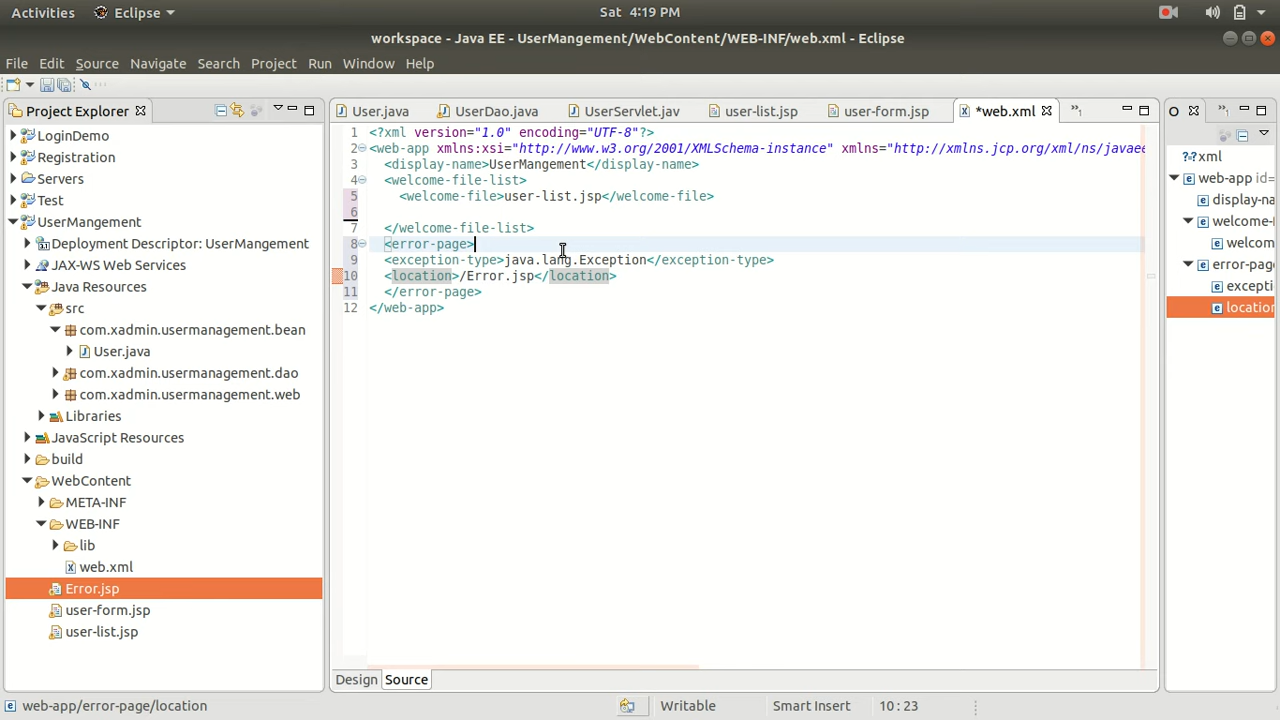 Activities Eclipse Sat 4:19 PM
workspace - Java EE - UserMangement/WebContent/WEB-INF/web.xml - Eclipse
File Edit Source Navigate Search Project Run Window Help
Project Explorer
LoginDemo
Registration
Servers
Test
UserMangement
Deployment Descriptor: UserMangement
JAX-WS Web Services
Java Resources
src
com.xadmin.usermanagement.bean
User.java
com.xadmin.usermanagement.dao
com.xadmin.usermanagement.web
Libraries
JavaScript Resources
build
WebContent
META-INF
WEB-INF
lib
web.xml
Error.jsp
user-form.jsp
user-list.jsp
User.java UserDao.java UserServlet.jav user-list.jsp user-form.jsp *web.xml »1
1 <?xml version="1.0" encoding="UTF-8"?>
2 <web-app xmlns:xsi="http://www.w3.org/2001/XMLSchema-instance" xmlns="http://xmlns.jcp.org/xml/ns/javaee
3 <display-name>UserMangement</display-name>
4 <welcome-file-list>
5 <welcome-file>user-list.jsp</welcome-file>
6
7 </welcome-file-list>
8 <error-page>
9 <exception-type>java.lang.Exception</exception-type>
10 <location>/Error.jsp</location>
11 </error-page>
12 </web-app>
Design Source
O »1
xml
web-app
display-na
welcome-
welcom
error-pag
excepti
location
web-app/error-page/location Writable Smart Insert 10 : 23